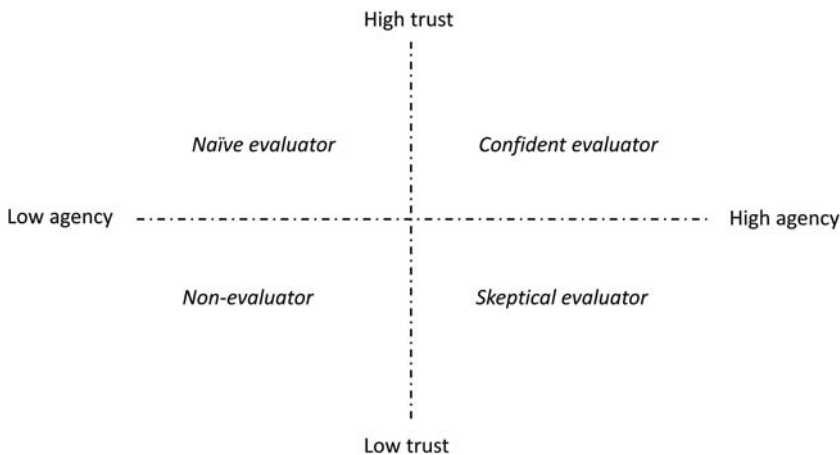 High trust
Naïve evaluator
Confident evaluator
Low agency
High agency
Non-evaluator
Skeptical evaluator
Low trust